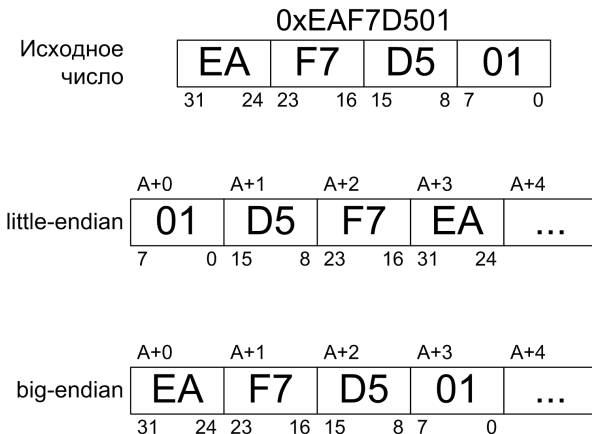 0xEAF7D501
Исходное
число
EA F7 D5 01
31 24 23 16 15 8 7 0
A+0 A+1 A+2 A+3 A+4
little-endian 01 D5 F7 EA ...
7 0 15 8 23 16 31 24
A+0 A+1 A+2 A+3 A+4
big-endian EA F7 D5 01 ...
31 24 23 16 15 8 7 0